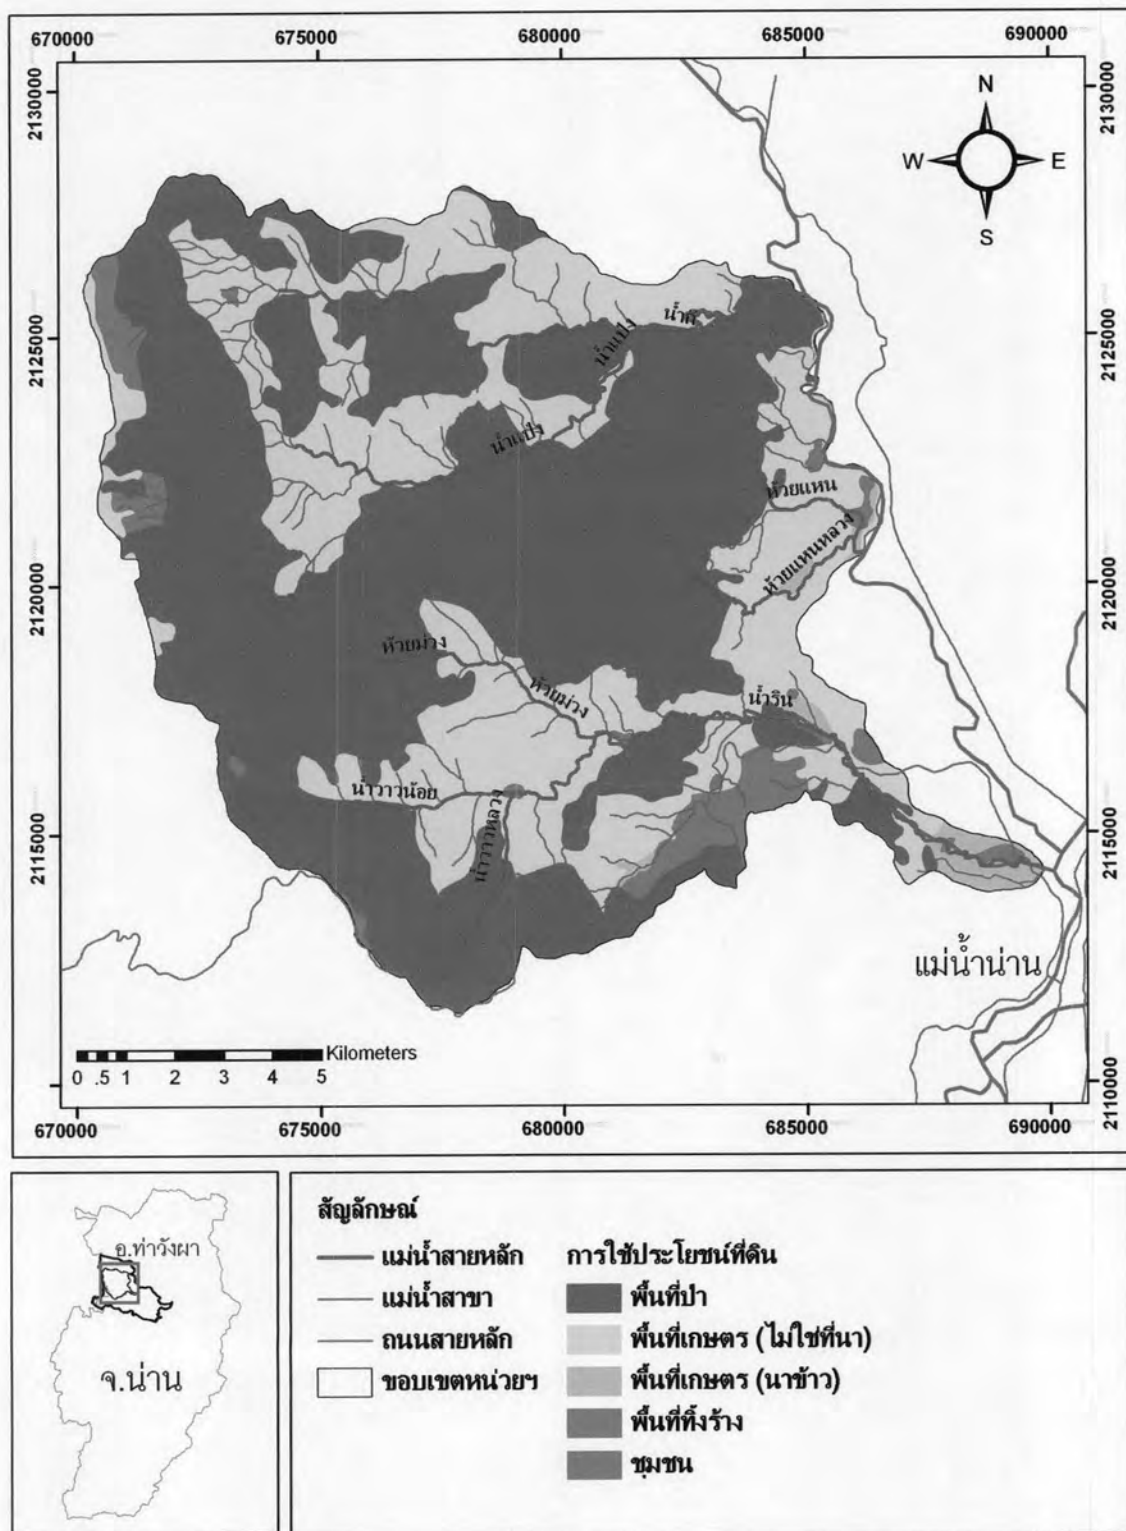 670000 675000 680000 685000 690000
2130000 2130000
N
W E
S
2125000 2125000
น้ำแปง
น้ำแปง
ห้วยแหน
ห้วยแหนหลวง
2120000 2120000
ห้วยม่วง
ห้วยม่วง
น้ำริน
น้ำวาวน้อย
น้ำวาวหลวง
2115000 2115000
แม่น้ำน่าน
Kilometers
0 .5 1 2 3 4 5
2110000
670000 675000 680000 685000 690000
อ.ท่าวังผา
จ.น่าน
สัญลักษณ์
แม่น้ำสายหลัก
แม่น้ำสาขา
ถนนสายหลัก
ขอบเขตหน่วยฯ
การใช้ประโยชน์ที่ดิน
พื้นที่ป่า
พื้นที่เกษตร (ไม่ใช่ที่นา)
พื้นที่เกษตร (นาข้าว)
พื้นที่ทิ้งร้าง
ชุมชน